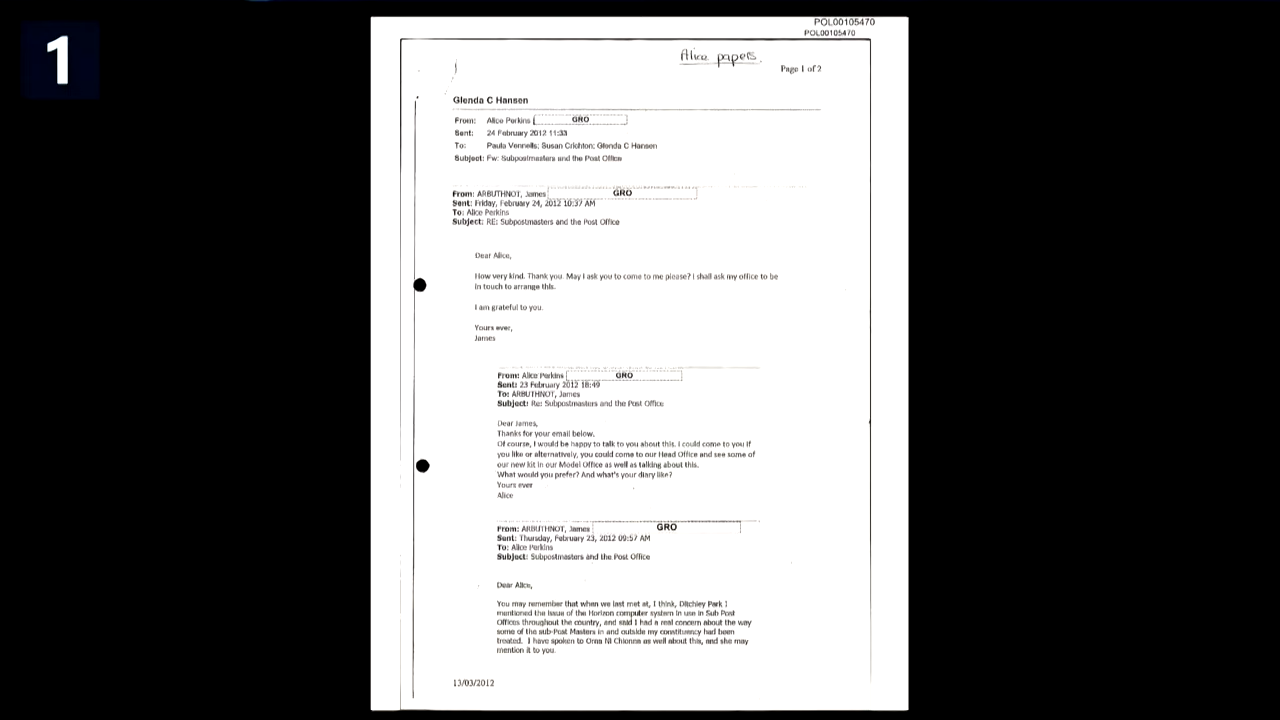 1
POL00105470
POL00105470
Alice papers.
Page 1 of 2
Glenda C Hansen
From: Alice Perkins GRO
Sent: 24 February 2012 11:33
To: Paula Vennells; Susan Crichton; Glenda C Hansen
Subject: Fw: Subpostmasters and the Post Office
From: ARBUTHNOT, James GRO
Sent: Friday, February 24, 2012 10:37 AM
To: Alice Perkins
Subject: RE: Subpostmasters and the Post Office
Dear Alice,
How very kind. Thank you. May I ask you to come to me please? I shall ask my office to be
in touch to arrange this.
I am grateful to you.
Yours ever,
James
From: Alice Perkins GRO
Sent: 23 February 2012 18:49
To: ARBUTHNOT, James
Subject: Re: Subpostmasters and the Post Office
Dear James,
Thanks for your email below.
Of course, I would be happy to talk to you about this. I could come to you if
you like or alternatively, you could come to our Head Office and see some of
our new kit in our Model Office as well as talking about this.
What would you prefer? And what's your diary like?
Yours ever
Alice
From: ARBUTHNOT, James GRO
Sent: Thursday, February 23, 2012 09:57 AM
To: Alice Perkins
Subject: Subpostmasters and the Post Office
Dear Alice,
You may remember that when we last met at, I think, Ditchley Park I
mentioned the issue of the Horizon computer system in use in Sub Post
Offices throughout the country, and said I had a real concern about the way
some of the sub-Post Masters in and outside my constituency had been
treated. I have spoken to Orna Ni Chionna as well about this, and she may
mention it to you.
13/03/2012